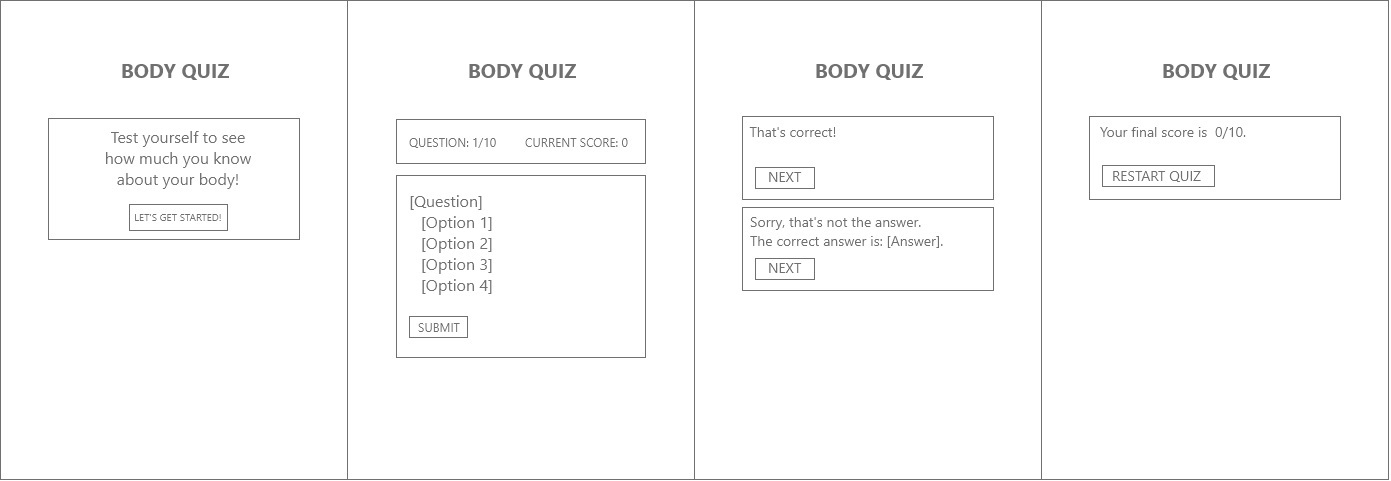 BODY QUIZ
Test yourself to see
how much you know
about your body!
LET'S GET STARTED!
BODY QUIZ
QUESTION: 1/10 CURRENT SCORE: 0
[Question]
[Option 1]
[Option 2]
[Option 3]
[Option 4]
SUBMIT
BODY QUIZ
That's correct!
NEXT
Sorry, that's not the answer.
The correct answer is: [Answer].
NEXT
BODY QUIZ
Your final score is 0/10.
RESTART QUIZ